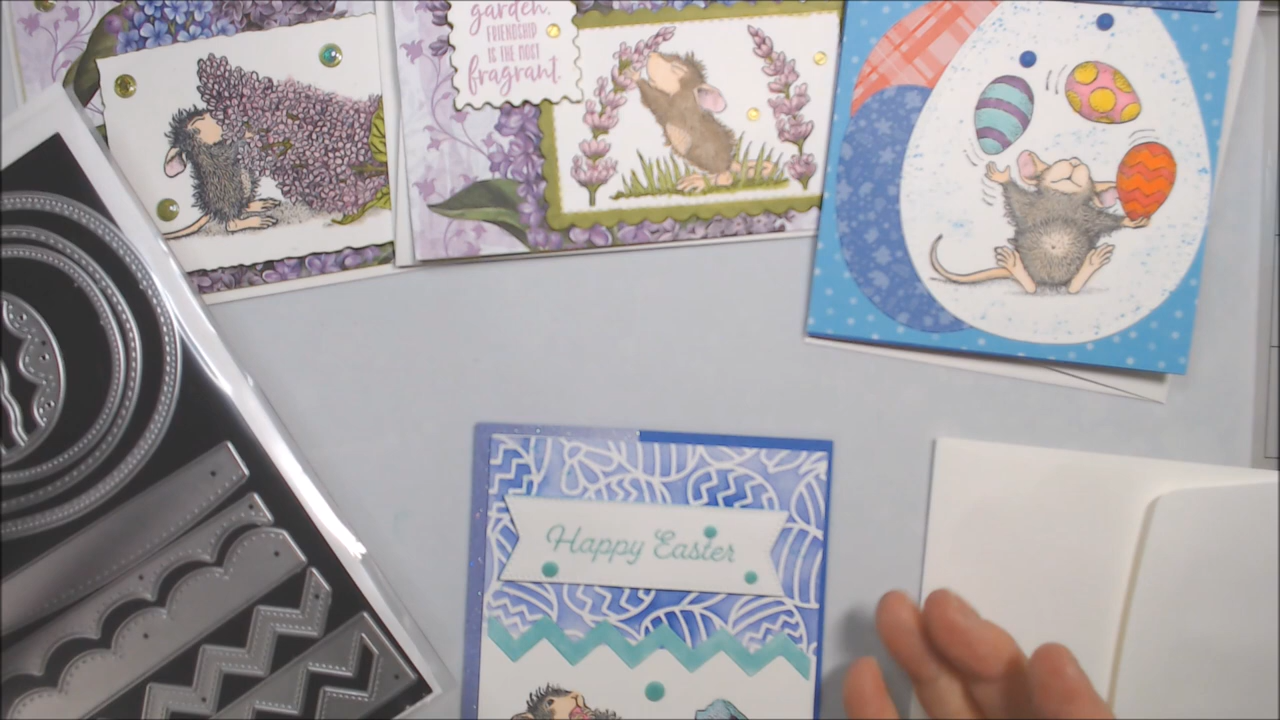 garden.
FRIENDSHIP
IS THE MOST
fragrant.
Happy Easter